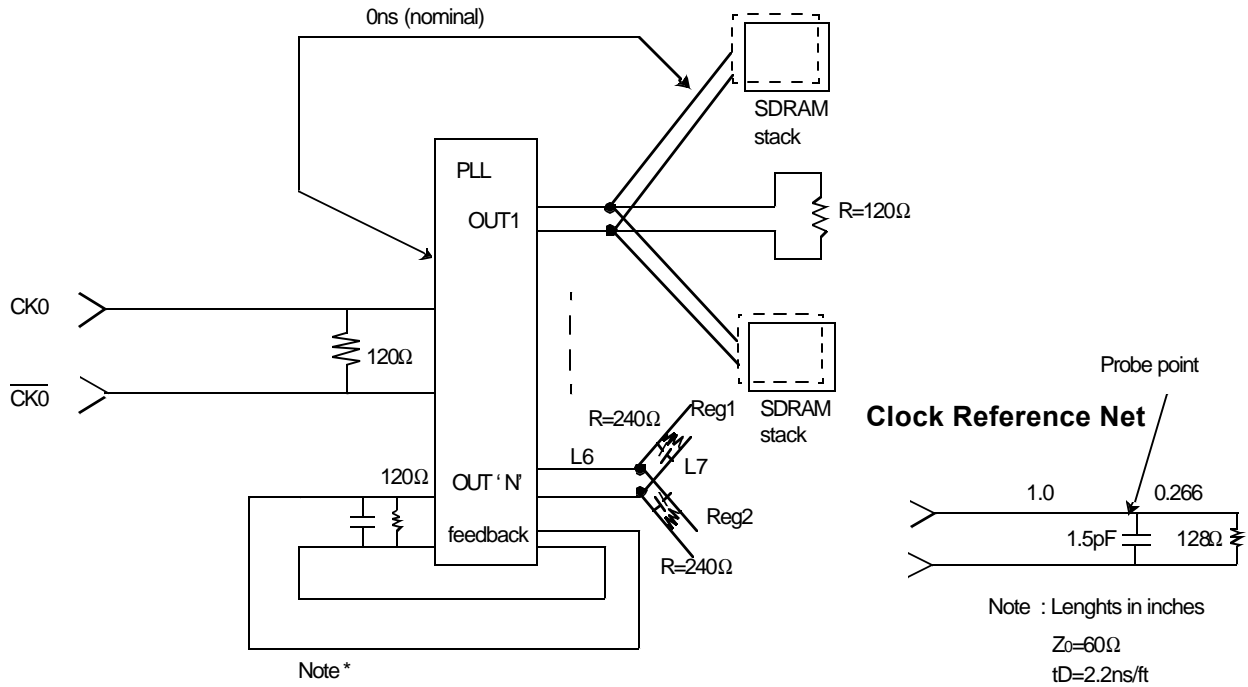 0ns (nominal)
SDRAM
stack
PLL
OUT1
R=120Ω
CK0
120Ω
CK0
SDRAM
stack
Reg1
R=240Ω
L6
L7
120Ω
OUT ‘ N’
Reg2
feedback
R=240Ω
Note *
Probe point
Clock Reference Net
1.0
0.266
1.5pF
128Ω
Note : Lenghts in inches
Z0=60Ω
tD=2.2ns/ft